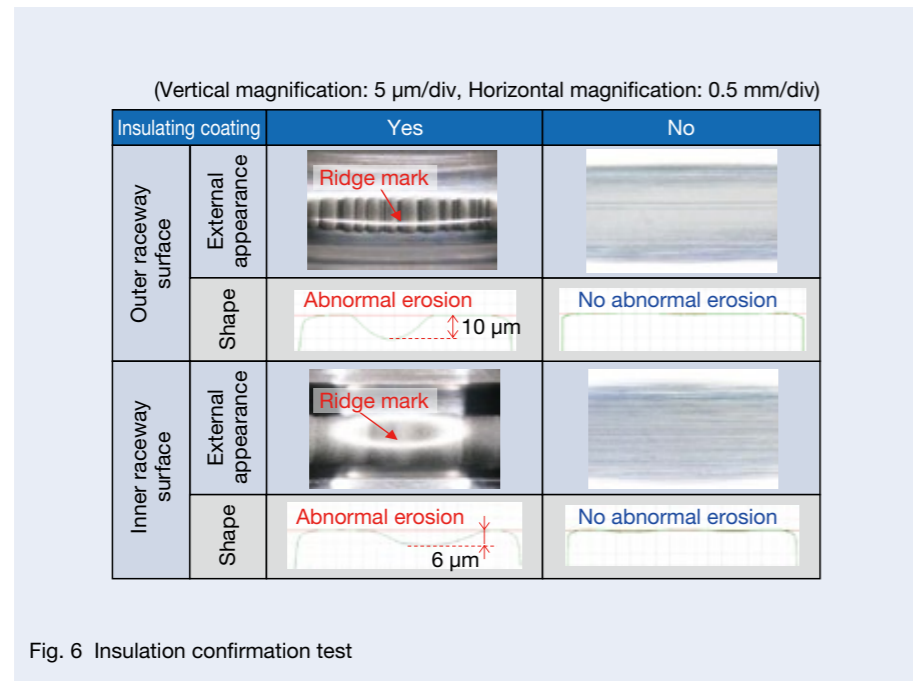 (Vertical magnification: 5 µm/div, Horizontal magnification: 0.5 mm/div)
Insulating coating
Yes
No
Outer raceway
surface
External
appearance
Ridge mark
Shape
Abnormal erosion
10 µm
No abnormal erosion
Inner raceway
surface
External
appearance
Ridge mark
Shape
Abnormal erosion
6 µm
No abnormal erosion
Fig. 6 Insulation confirmation test